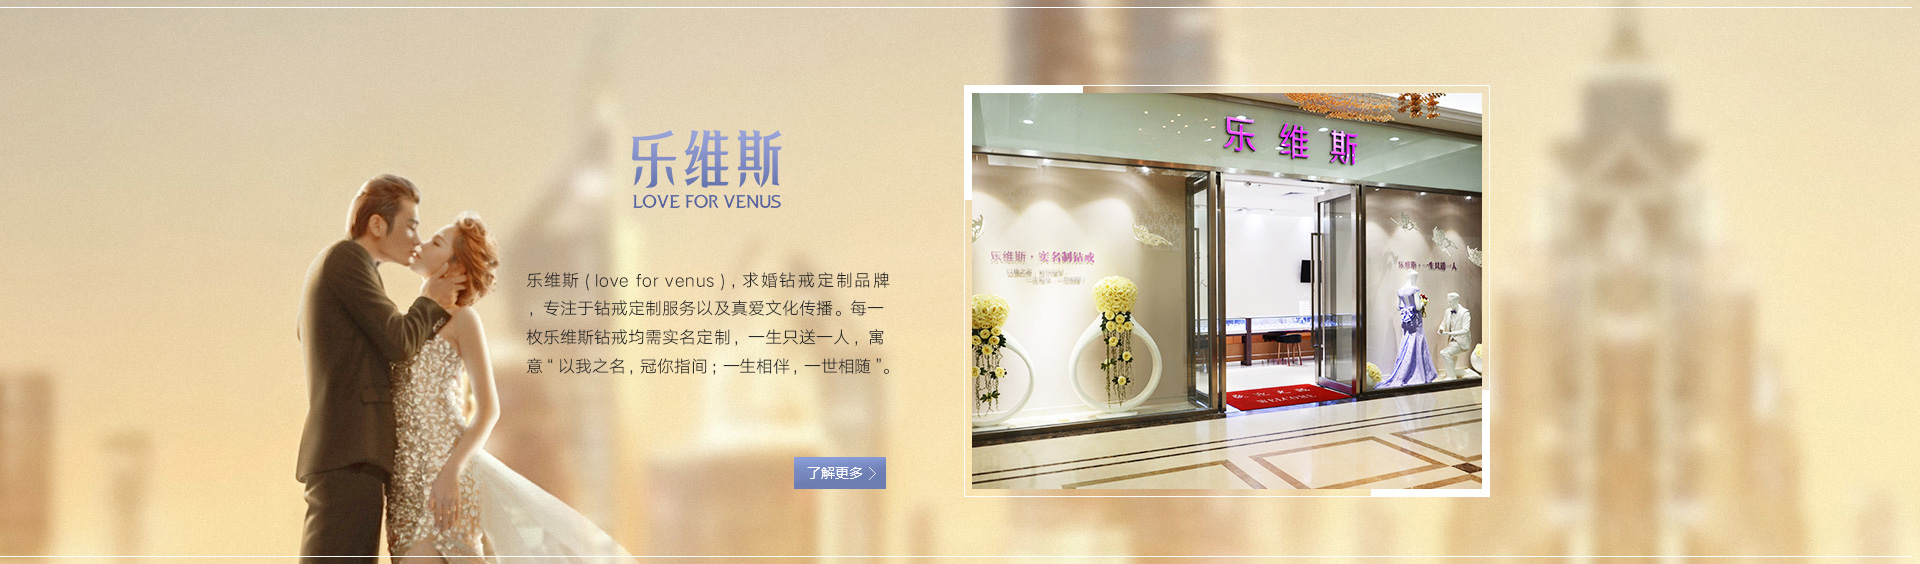 乐维斯
LOVE FOR VENUS
乐维斯 ( love for venus ) , 求婚钻戒定制品牌
, 专注于钻戒定制服务以及真爱文化传播。每一
枚乐维斯钻戒均需实名定制, 一生只送一人, 寓
意“ 以我之名, 冠你指间; 一生相伴, 一世相随 ”。
了解更多 >
乐维斯
乐维斯·实名制钻戒
乐维斯·一生只送一人
WELCOME